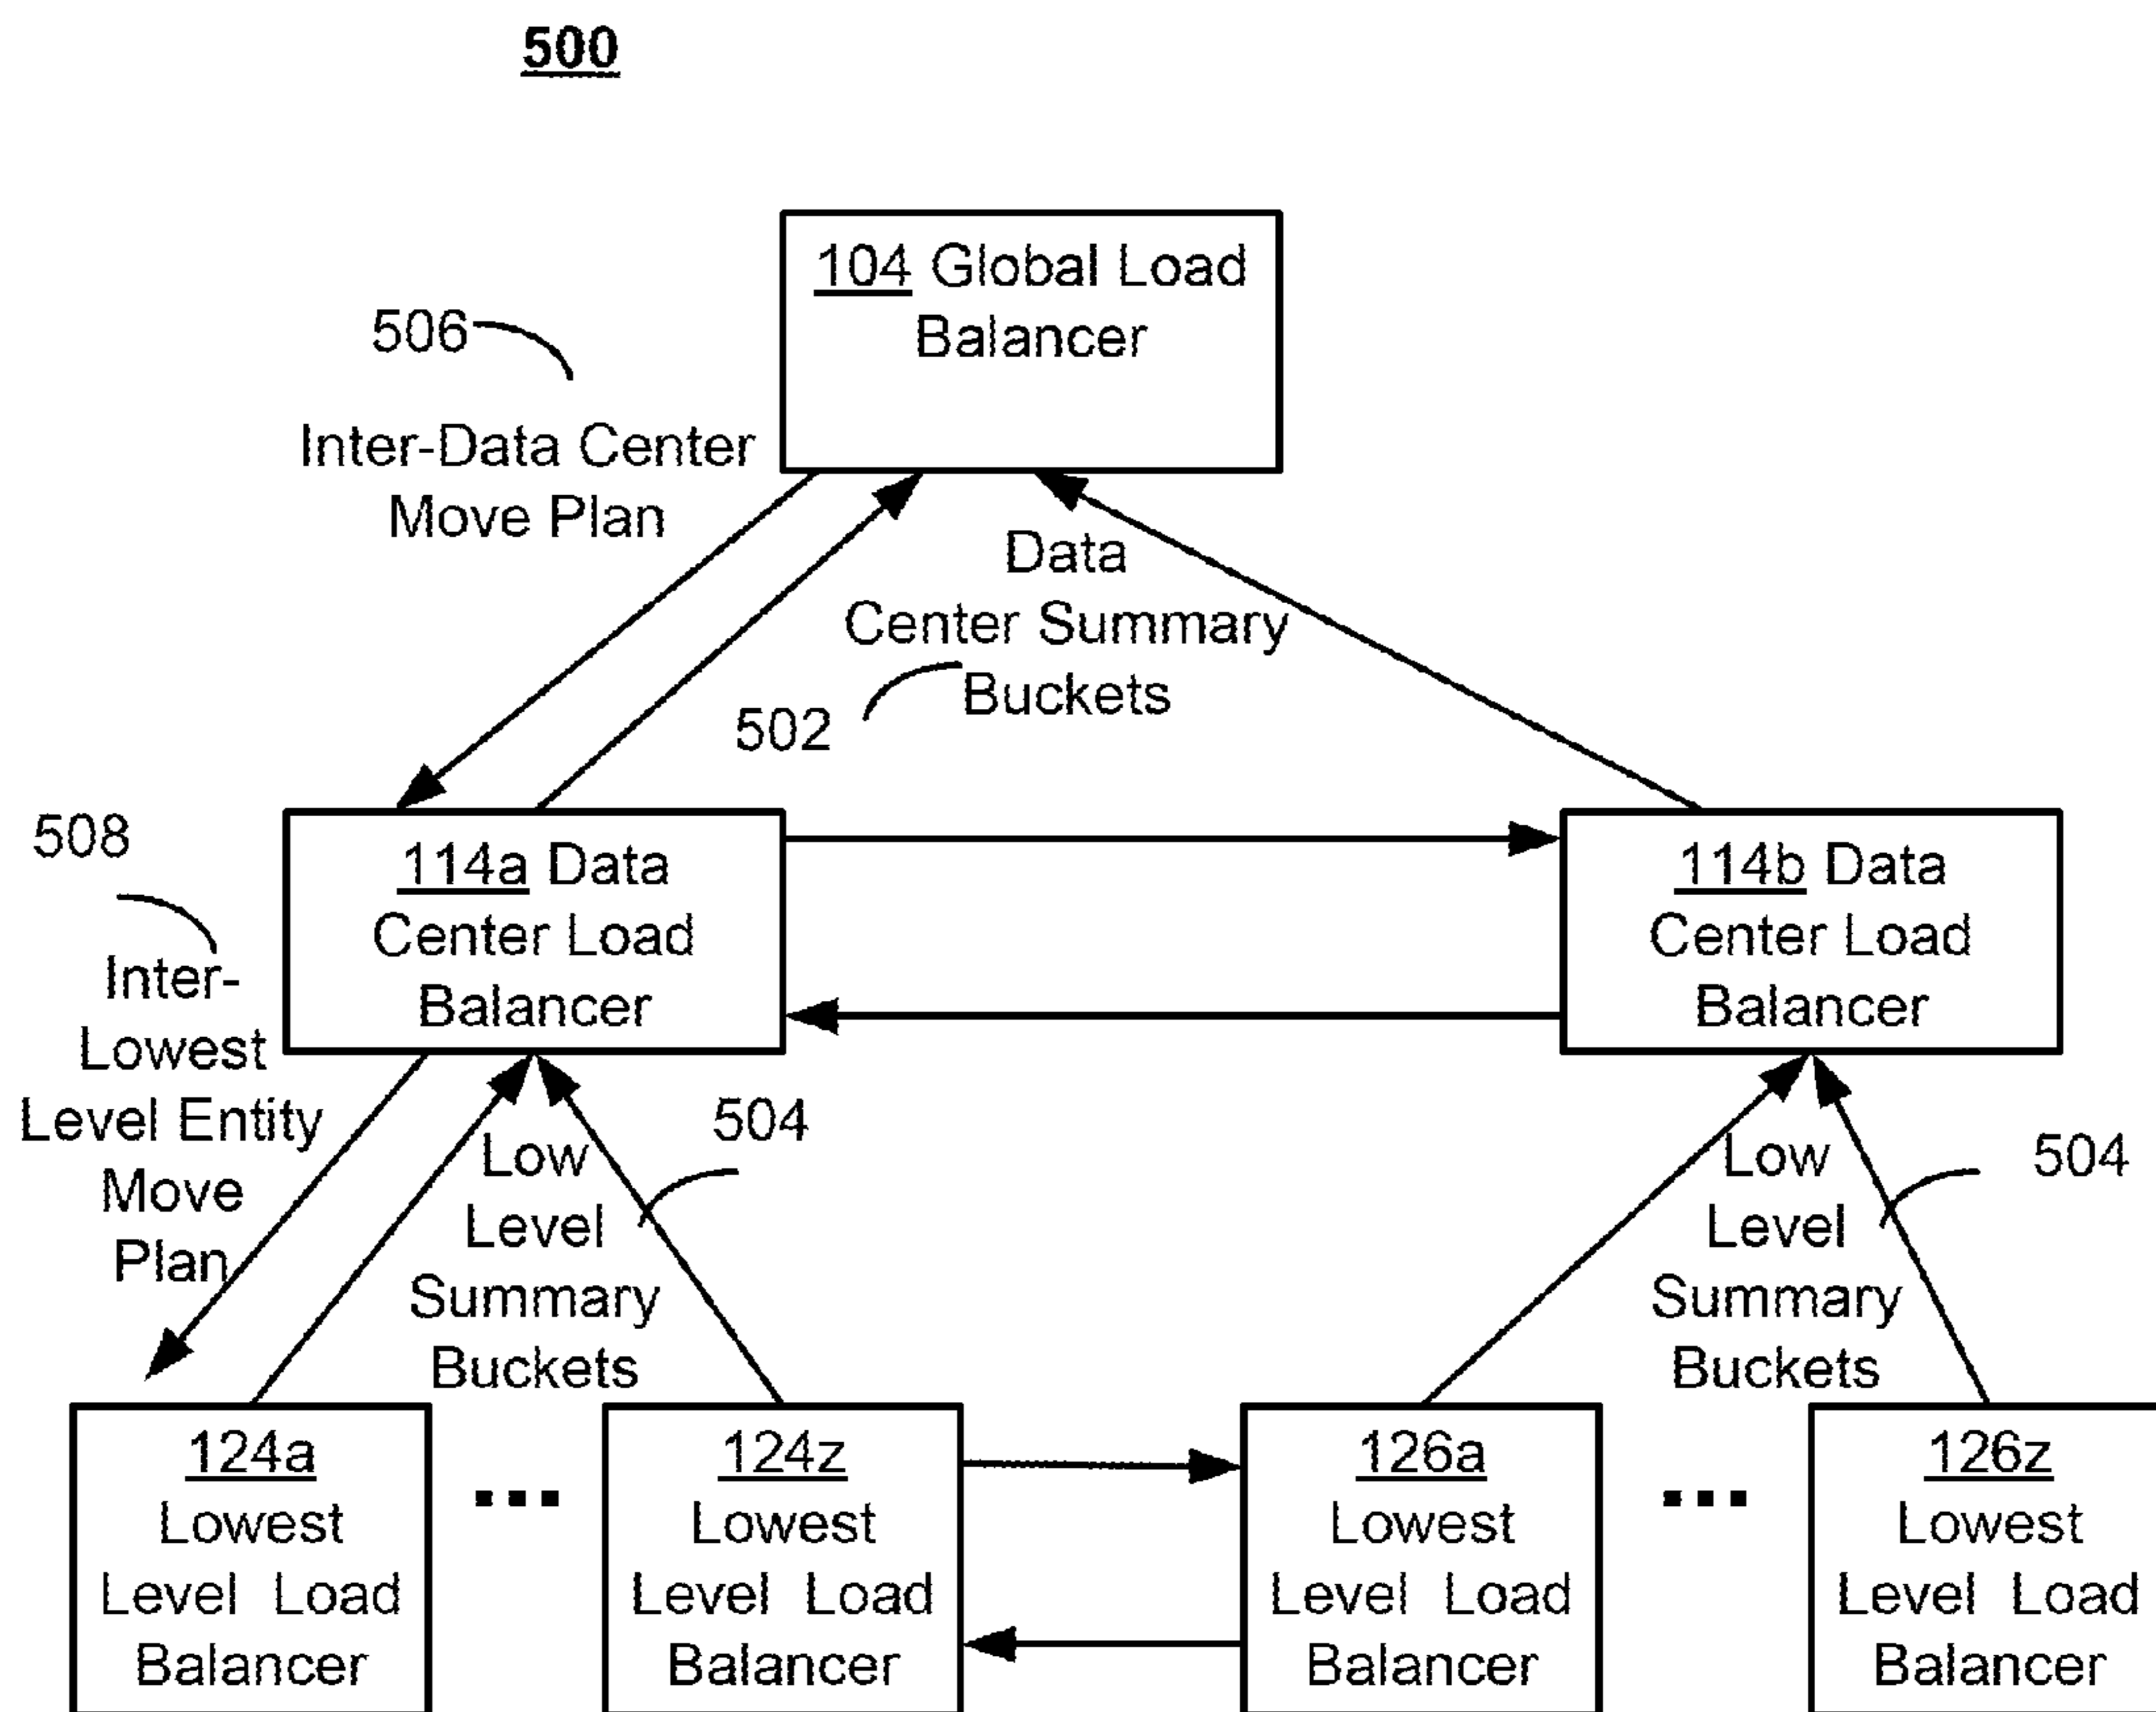 500
104 Global Load
Balancer
506
Inter-Data Center
Move Plan
Data
Center Summary
Buckets
502
508
114a Data
Center Load
Balancer
114b Data
Center Load
Balancer
Inter-
Lowest
Level Entity
Move
Plan
504
Low
Level
Summary
Buckets
504
Low
Level
Summary
Buckets
124a
Lowest
Level Load
Balancer
...
124z
Lowest
Level Load
Balancer
126a
Lowest
Level Load
Balancer
...
126z
Lowest
Level Load
Balancer